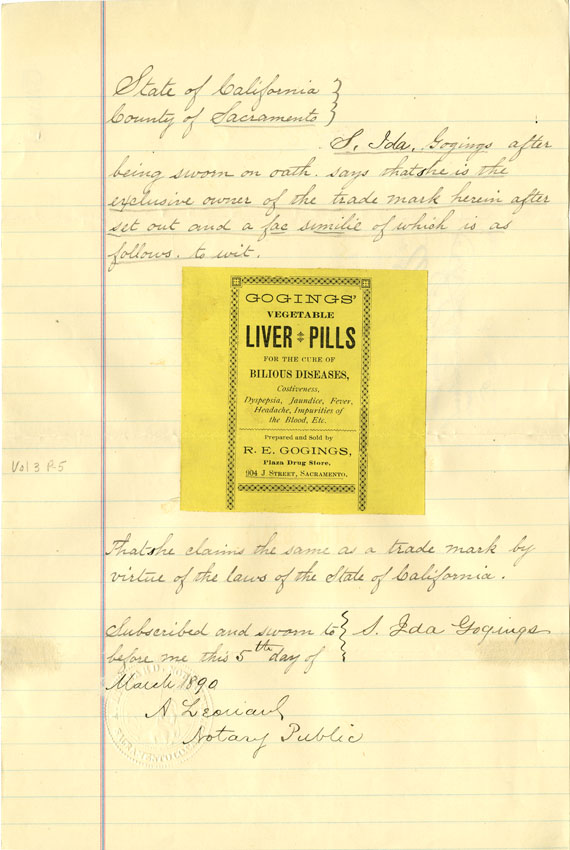 State of California }
County of Sacramento }
S. Ida. Gogings after
being sworn on oath. says that she is the
exclusive owner of the trade mark herein after
set out and a fac similie of which is as
follows. to wit.
GOGINGS'
VEGETABLE
LIVER PILLS
FOR THE CURE OF
BILIOUS DISEASES,
Costiveness,
Dyspepsia, Jaundice, Fever,
Headache, Impurities of
the Blood, Etc.
Prepared and Sold by
R. E. GOGINGS,
Plaza Drug Store,
904 J STREET, SACRAMENTO.
Vol 3 P-5
That she claims the same as a trade mark by
virtue of the laws of the State of California.
Subscribed and sworn to } S. Ida Gogings
before me this 5th day of
March 1890
A Leonard
Notary Public